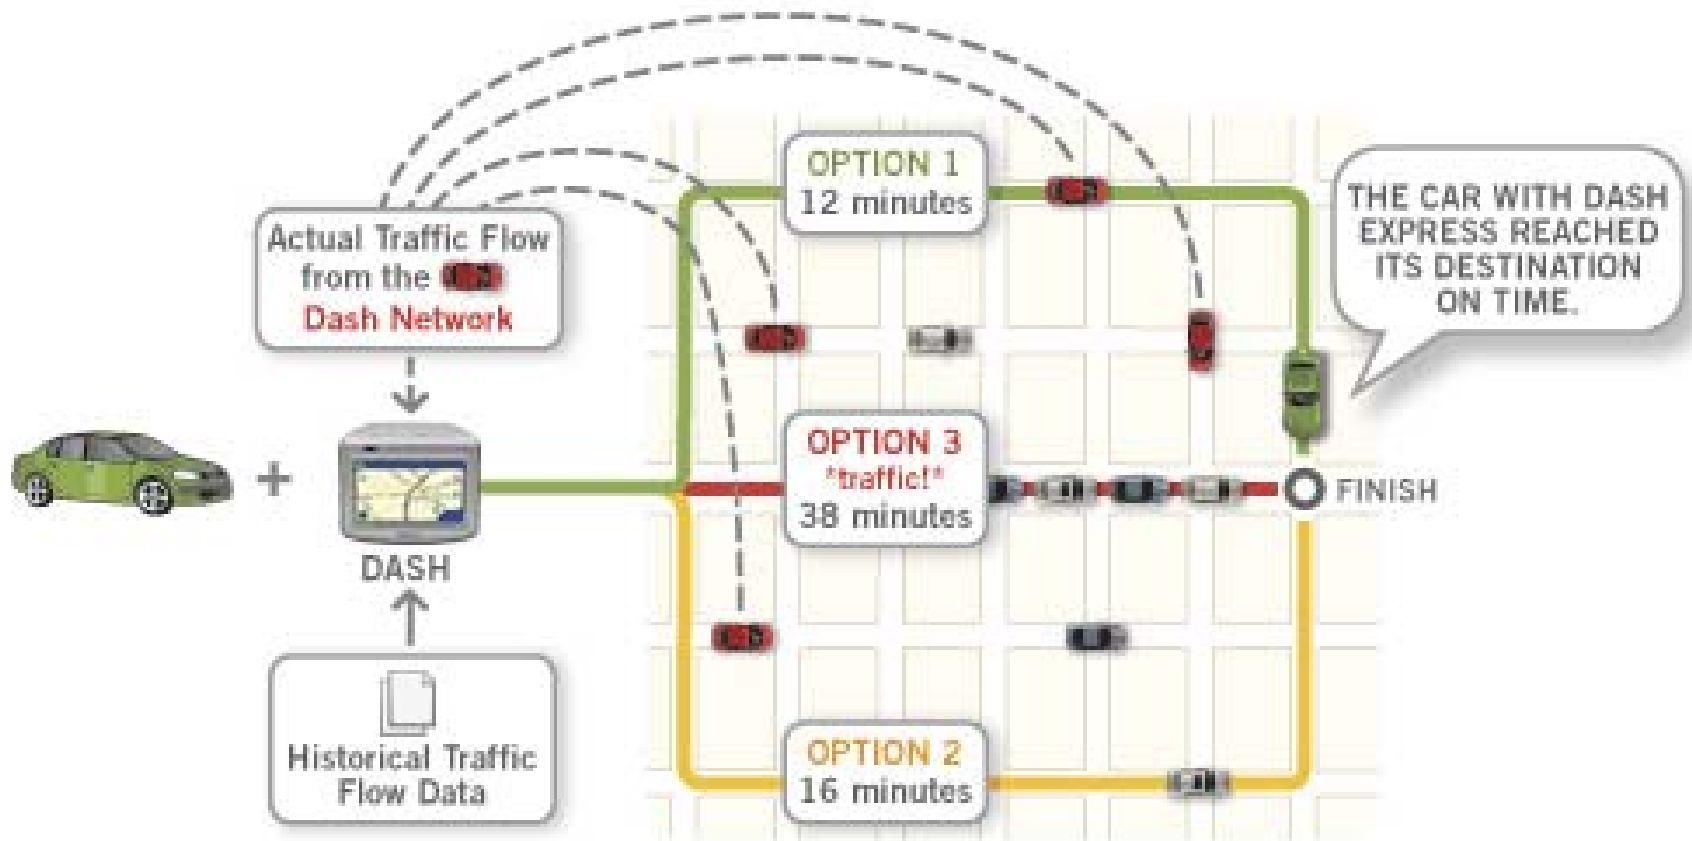 Actual Traffic Flow
from the
Dash Network
DASH
Historical Traffic
Flow Data
OPTION 1
12 minutes
OPTION 3
*traffic!*
38 minutes
OPTION 2
16 minutes
THE CAR WITH DASH
EXPRESS REACHED
ITS DESTINATION
ON TIME.
FINISH